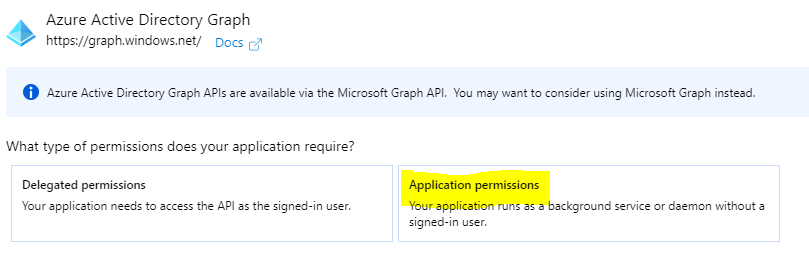 Azure Active Directory Graph
https://graph.windows.net/ Docs
Azure Active Directory Graph APIs are available via the Microsoft Graph API. You may want to consider using Microsoft Graph instead.
What type of permissions does your application require?
Delegated permissions
Your application needs to access the API as the signed-in user.
Application permissions
Your application runs as a background service or daemon without a
signed-in user.